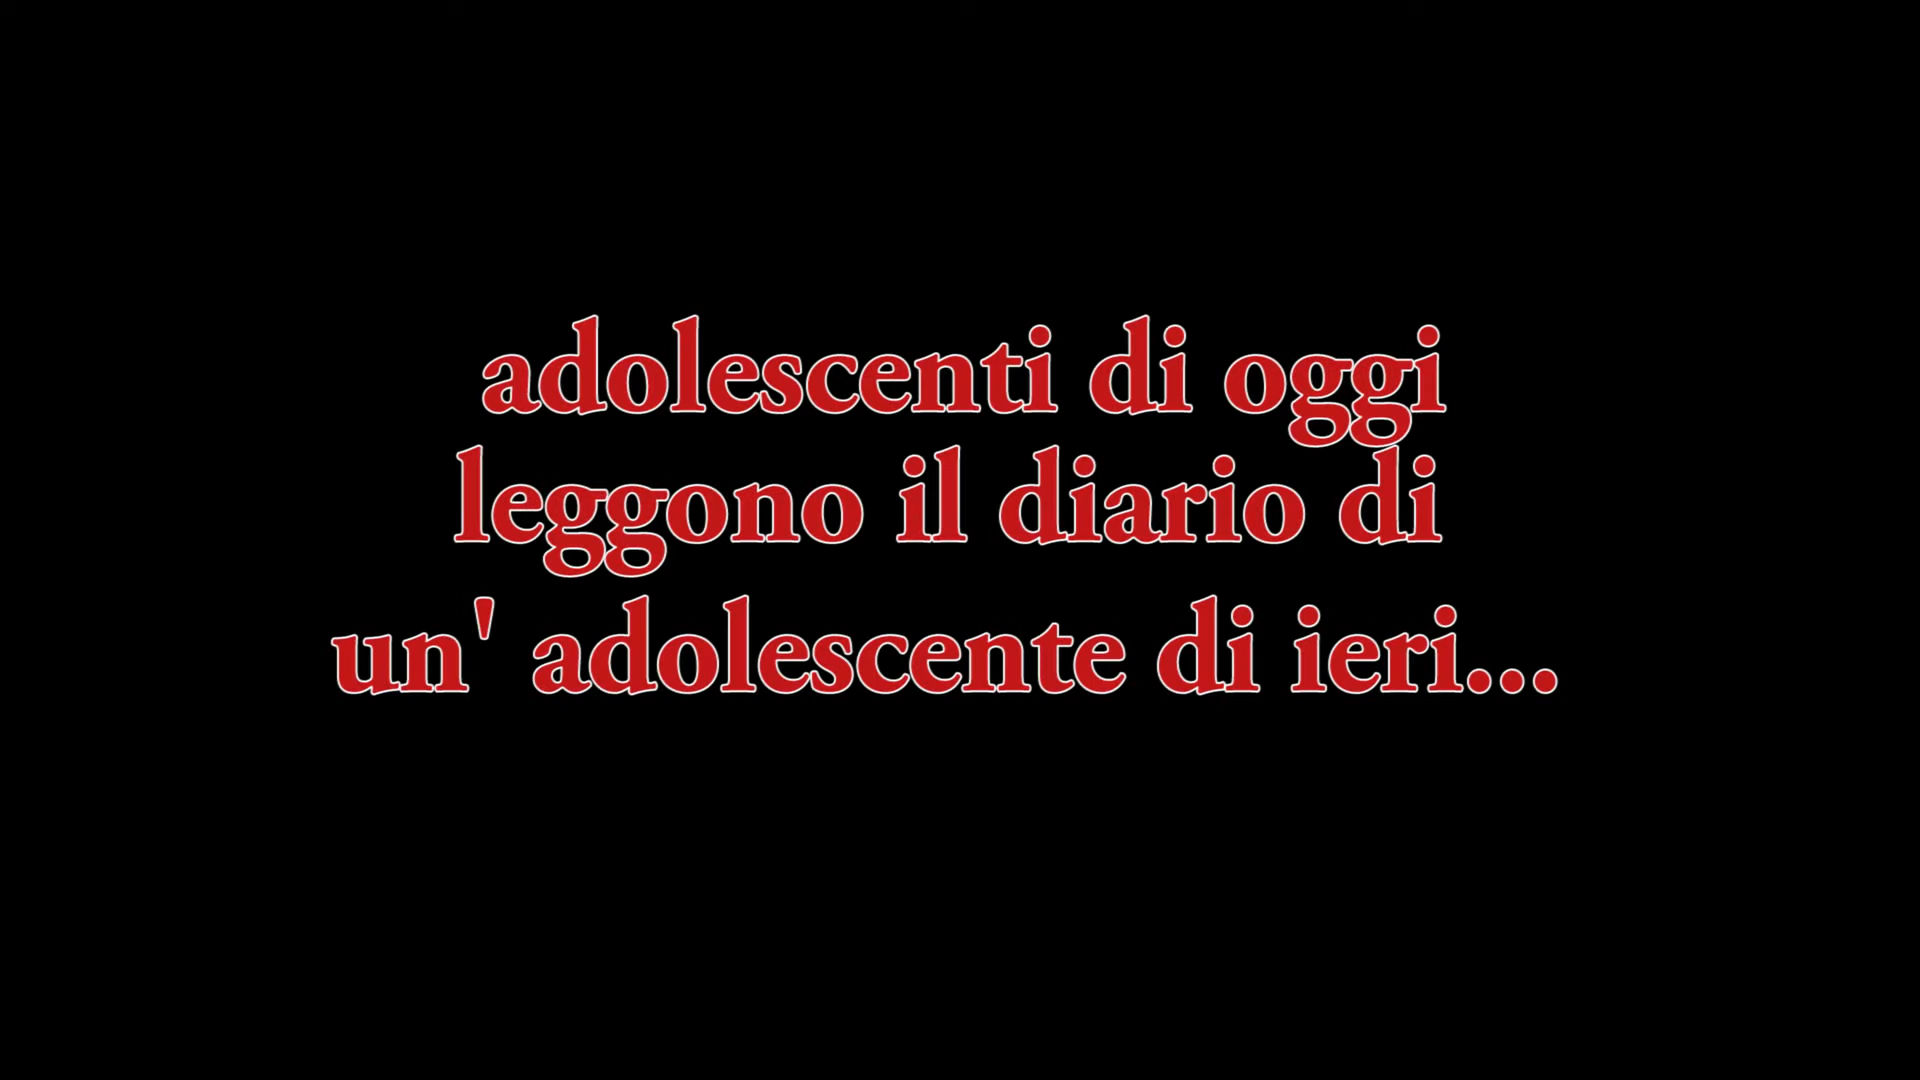 adolescenti di oggi
leggono il diario di
un' adolescente di ieri...